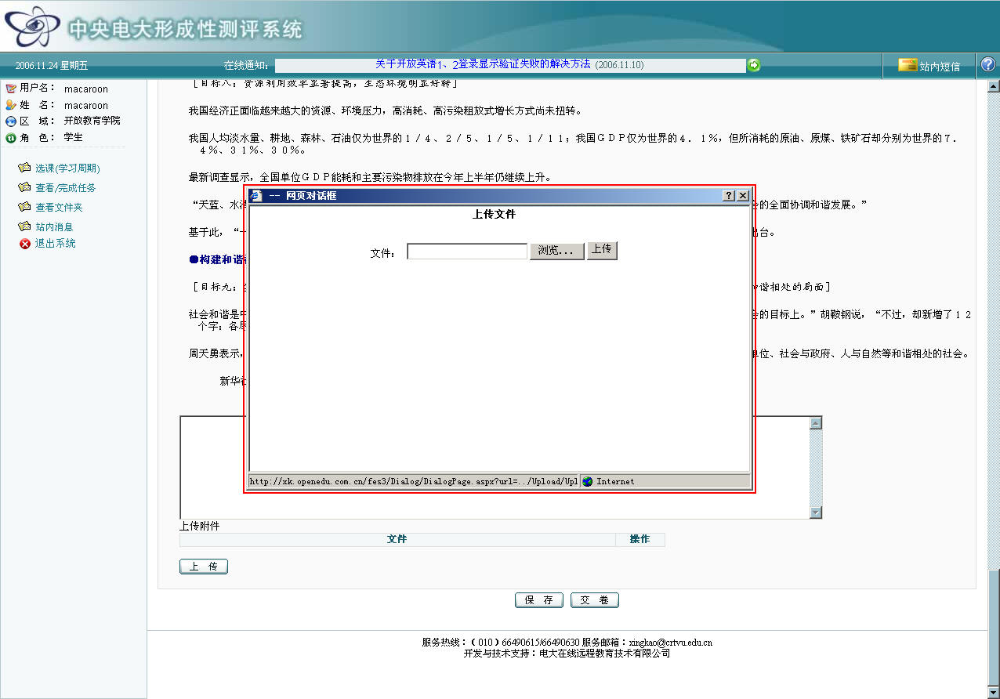 中央电大形成性测评系统
2006.11.24 星期五
在线通知：
关于开放英语1、2登录显示验证失败的解决方法 (2006.11.10)
站内短信
用户名： macaroon
姓 名： macaroon
区 域： 开放教育学院
角 色： 学生
选课(学习周期)
查看/完成任务
查看文件夹
站内消息
退出系统
［目标八：资源利用效率显著提高，生态环境明显好转］
我国经济正面临越来越大的资源、环境压力，高消耗、高污染粗放式增长方式尚未扭转。
我国人均淡水量、耕地、森林、石油仅为世界的１／４、２／５、１／５、１／１１；我国ＧＤＰ仅为世界的４．１％，但所消耗的原油、原煤、铁矿石却分别为世界的７．
４％、３１％、３０％。
最新调查显示，全国单位ＧＤＰ能耗和主要污染物排放在今年上半年仍继续上升。
“天蓝、水清
的全面协调和谐发展。”
基于此，“十
出台。
●构建和谐
［目标九：
谐相处的局面］
社会和谐是中
会的目标上。”胡鞍钢说，“不过，却新增了１２
个字：各尽
周天勇表示，
单位、社会与政府、人与自然等和谐相处的社会。
新华社
-- 网页对话框
上传文件
文件：
浏览...
上传
http://xk.openedu.com.cn/fes3/Dialog/DialogPage.aspx?url=../Upload/Upl
Internet
上传附件
文件
操作
上 传
保 存
交 卷
服务热线：（010）66490615/66490630 服务邮箱：xingkao@crtvu.edu.cn
开发与技术支持：电大在线远程教育技术有限公司